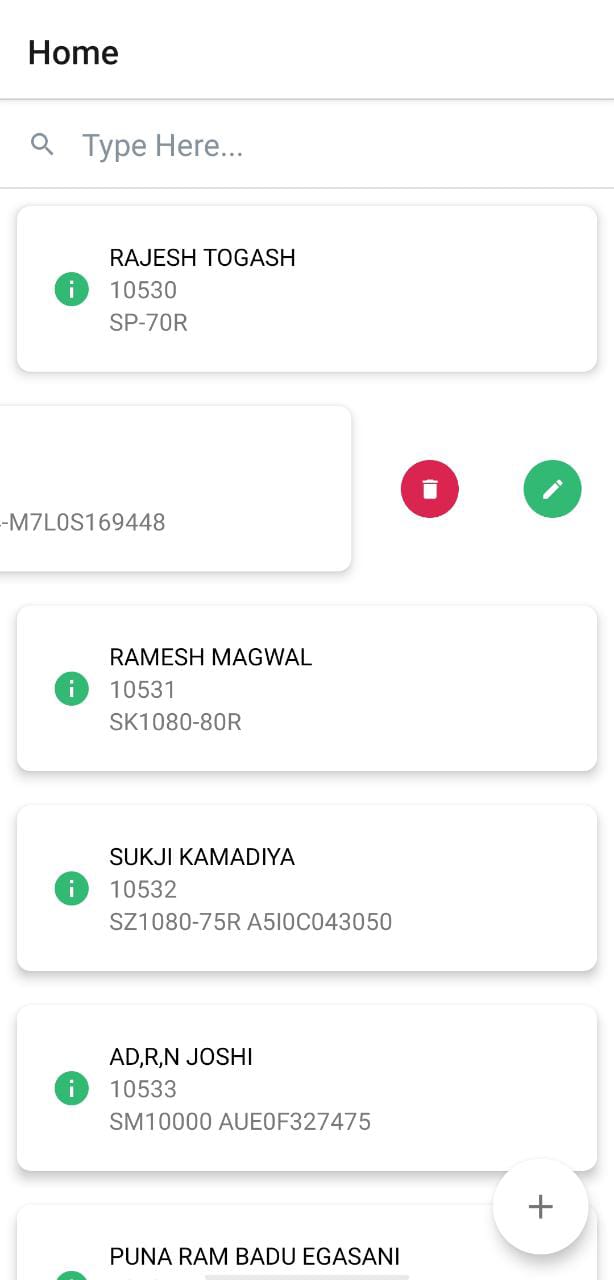 Home
Type Here...
RAJESH TOGASH
10530
SP-70R
-M7L0S169448
RAMESH MAGWAL
10531
SK1080-80R
SUKJI KAMADIYA
10532
SZ1080-75R A5I0C043050
AD,R,N JOSHI
10533
SM10000 AUE0F327475
PUNA RAM BADU EGASANI